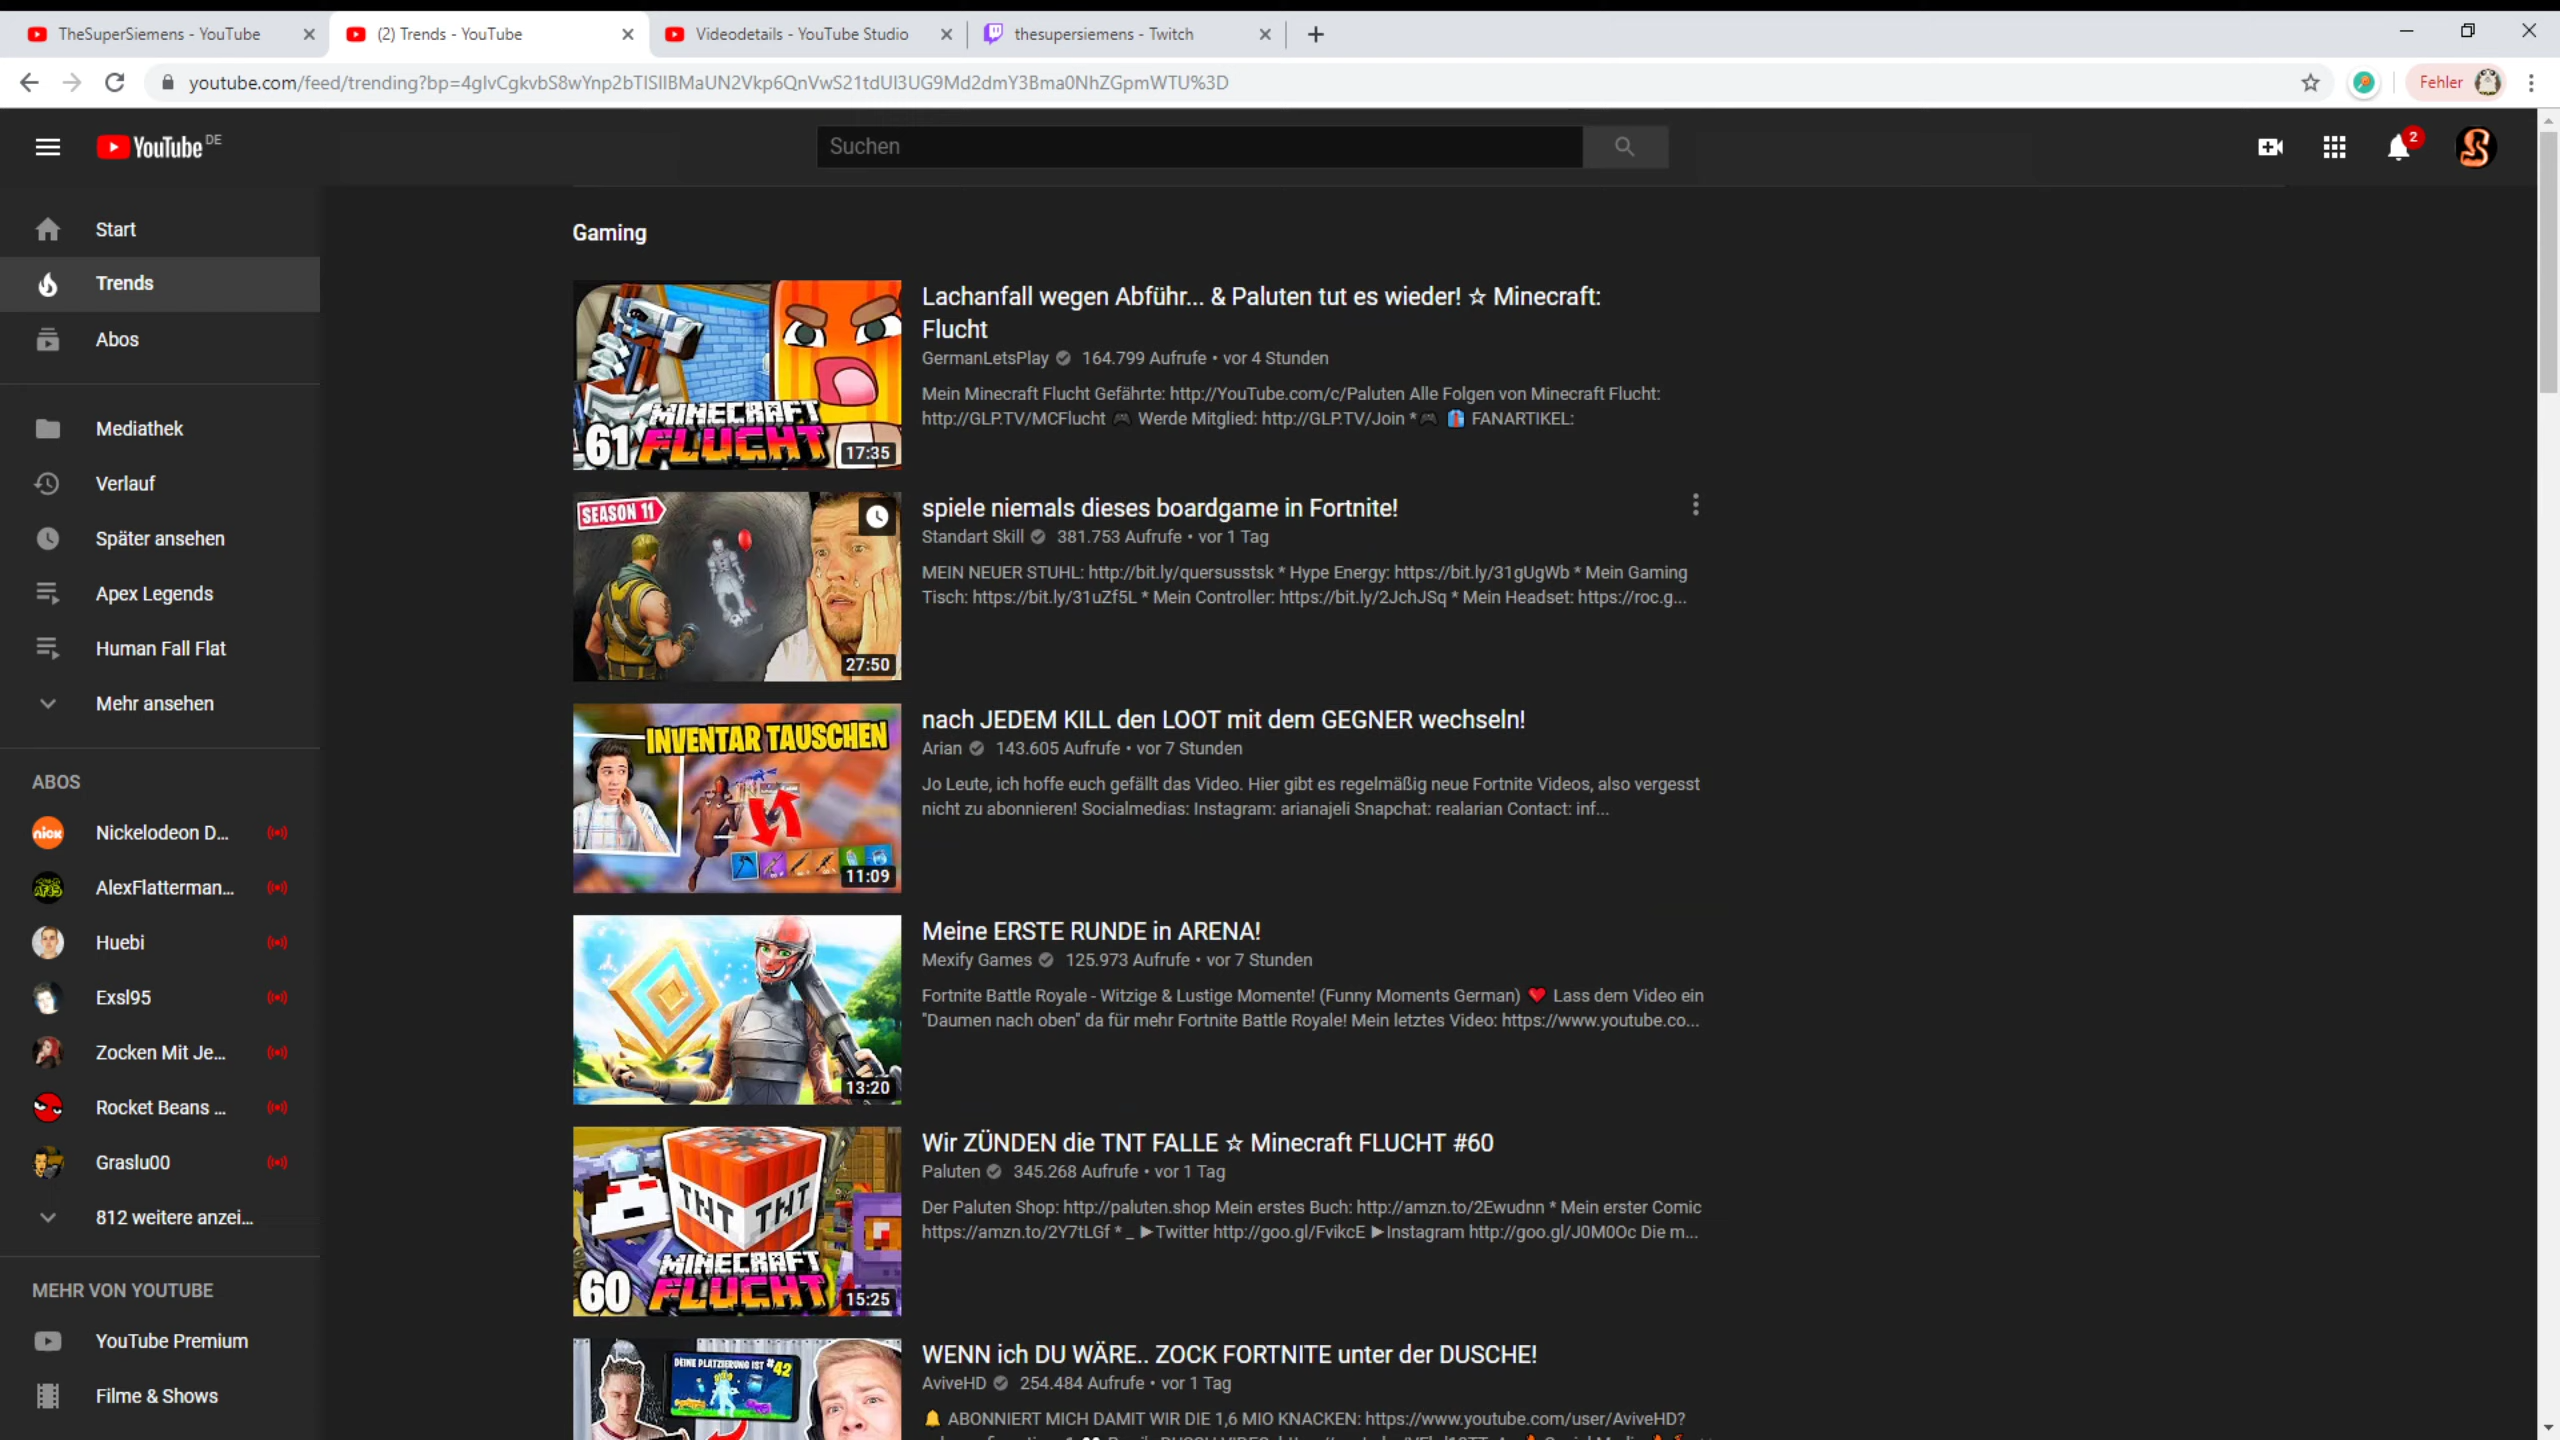 TheSuperSiemens - YouTube
(2) Trends - YouTube
Videodetails - YouTube Studio
thesupersiemens - Twitch
youtube.com/feed/trending?bp=4gIvCgkvbS8wYnp2bTISIlBMaUN2Vkp6QnVwS21tdUl3UG9Md2dmY3Bma0NhZGpmWTU%3D
Fehler
YouTube DE
Suchen
2
Start
Trends
Abos
Mediathek
Verlauf
Später ansehen
Apex Legends
Human Fall Flat
Mehr ansehen
ABOS
nick
Nickelodeon D...
AlexFlatterman...
Huebi
Exsl95
Zocken Mit Je...
Rocket Beans ...
Graslu00
812 weitere anzei...
MEHR VON YOUTUBE
YouTube Premium
Filme & Shows
Gaming
61 MINECRAFT FLUCHT
17:35
Lachanfall wegen Abführ... & Paluten tut es wieder! ☆ Minecraft:
Flucht
GermanLetsPlay 164.799 Aufrufe • vor 4 Stunden
Mein Minecraft Flucht Gefährte: http://YouTube.com/c/Paluten Alle Folgen von Minecraft Flucht:
http://GLP.TV/MCFlucht 🎮 Werde Mitglied: http://GLP.TV/Join *🎮 🎁 FANARTIKEL:
SEASON 11
27:50
spiele niemals dieses boardgame in Fortnite!
Standart Skill 381.753 Aufrufe • vor 1 Tag
MEIN NEUER STUHL: http://bit.ly/quersusstsk * Hype Energy: https://bit.ly/31gUgWb * Mein Gaming
Tisch: https://bit.ly/31uZf5L * Mein Controller: https://bit.ly/2JchJSq * Mein Headset: https://roc.g...
INVENTAR TAUSCHEN
11:09
nach JEDEM KILL den LOOT mit dem GEGNER wechseln!
Arian 143.605 Aufrufe • vor 7 Stunden
Jo Leute, ich hoffe euch gefällt das Video. Hier gibt es regelmäßig neue Fortnite Videos, also vergesst
nicht zu abonnieren! Socialmedias: Instagram: arianajeli Snapchat: realarian Contact: inf...
13:20
Meine ERSTE RUNDE in ARENA!
Mexify Games 125.973 Aufrufe • vor 7 Stunden
Fortnite Battle Royale - Witzige & Lustige Momente! (Funny Moments German) ❤ Lass dem Video ein
"Daumen nach oben" da für mehr Fortnite Battle Royale! Mein letztes Video: https://www.youtube.co...
TNT TNT
60 MINECRAFT FLUCHT
15:25
Wir ZÜNDEN die TNT FALLE ☆ Minecraft FLUCHT #60
Paluten 345.268 Aufrufe • vor 1 Tag
Der Paluten Shop: http://paluten.shop Mein erstes Buch: http://amzn.to/2Ewudnn * Mein erster Comic
https://amzn.to/2Y7tLGf * _ ►Twitter http://goo.gl/FvikcE ►Instagram http://goo.gl/J0M0Oc Die m...
DEINE PLATZIERUNG IST #42
WENN ich DU WÄRE.. ZOCK FORTNITE unter der DUSCHE!
AviveHD 254.484 Aufrufe • vor 1 Tag
🔔 ABONNIERT MICH DAMIT WIR DIE 1,6 MIO KNACKEN: https://www.youtube.com/user/AviveHD?